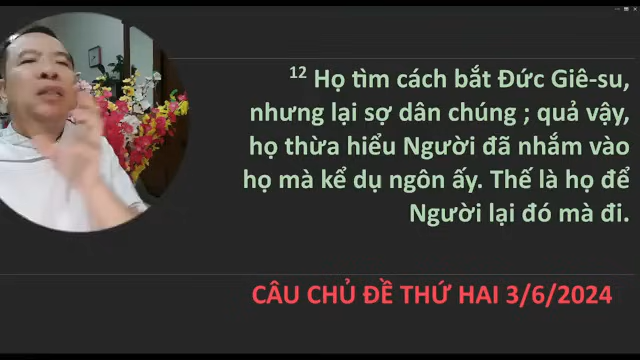 12 Họ tìm cách bắt Đức Giê-su,
nhưng lại sợ dân chúng ; quả vậy,
họ thừa hiểu Người đã nhắm vào
họ mà kể dụ ngôn ấy. Thế là họ để
Người lại đó mà đi.
CÂU CHỦ ĐỀ THỨ HAI 3/6/2024